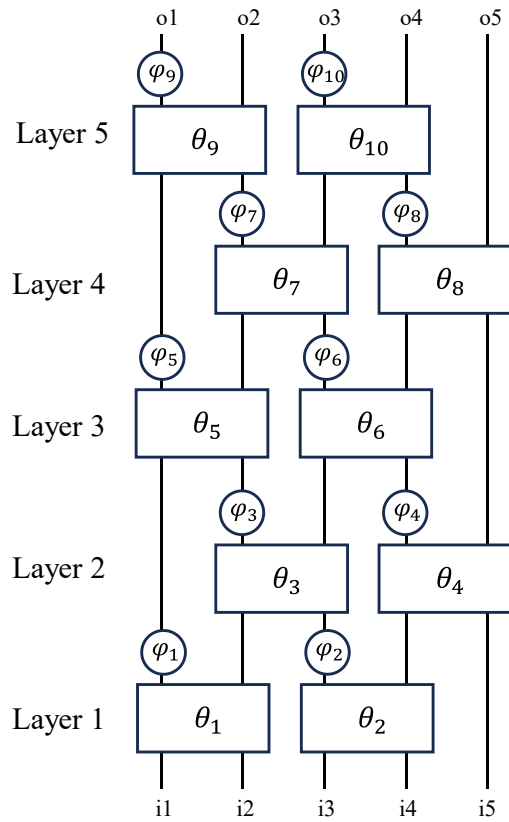 o1 o2 o3 o4 o5
φ₉ φ₁₀
Layer 5 θ₉ θ₁₀
φ₇ φ₈
Layer 4 θ₇ θ₈
φ₅ φ₆
Layer 3 θ₅ θ₆
φ₃ φ₄
Layer 2 θ₃ θ₄
φ₁ φ₂
Layer 1 θ₁ θ₂
i1 i2 i3 i4 i5